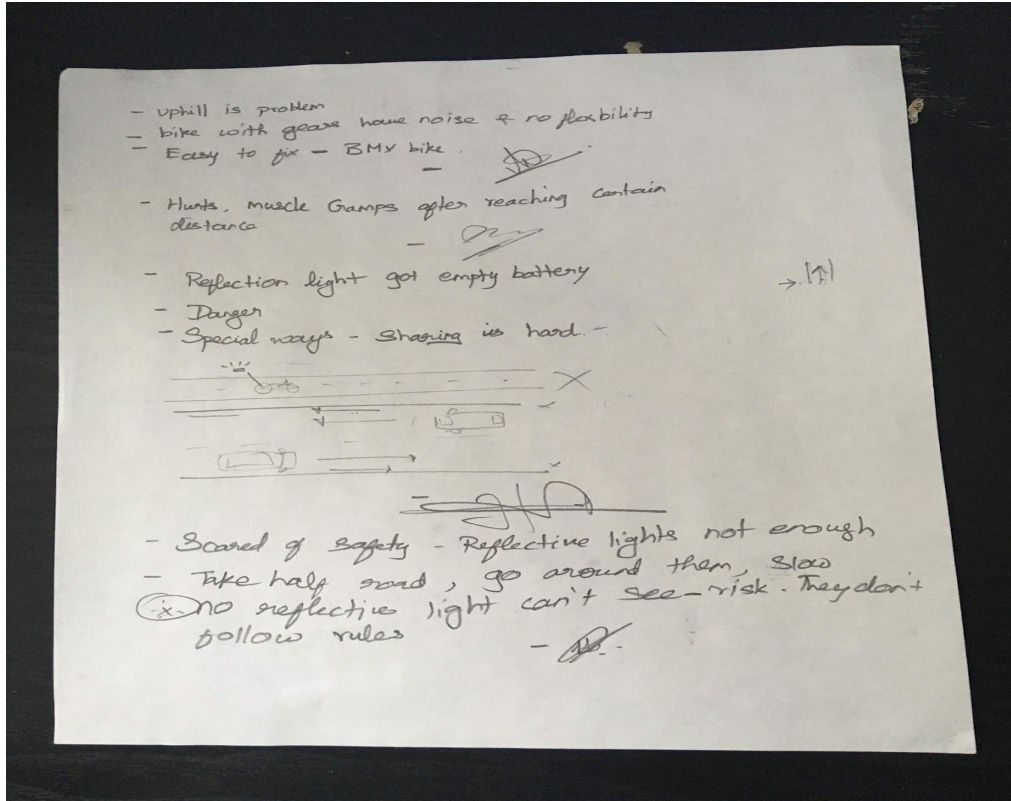 - uphill is problem
- bike with gears have noise & no flexbility
- Easy to fix - BMX bike.
-
- Hurts, muscle Gamps after reaching certain
distance
-
- Reflection light got empty battery
- Danger
- Special ways - Sharing is hard. -
-
- Scared of safety - Reflective lights not enough
- Take half road, go around them, slow
no reflective light can't see - risk. They don't
follow rules
-